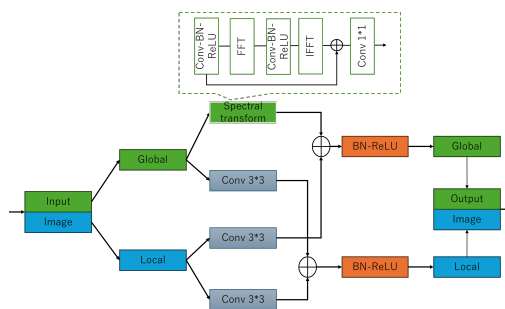 Conv-BN-
ReLU
FFT
Conv-BN-
ReLU
IFFT
Conv 1*1
Spectral
transform
Global
Conv 3*3
BN-ReLU
Global
Input
Image
Output
Image
Conv 3*3
Local
BN-ReLU
Local
Conv 3*3